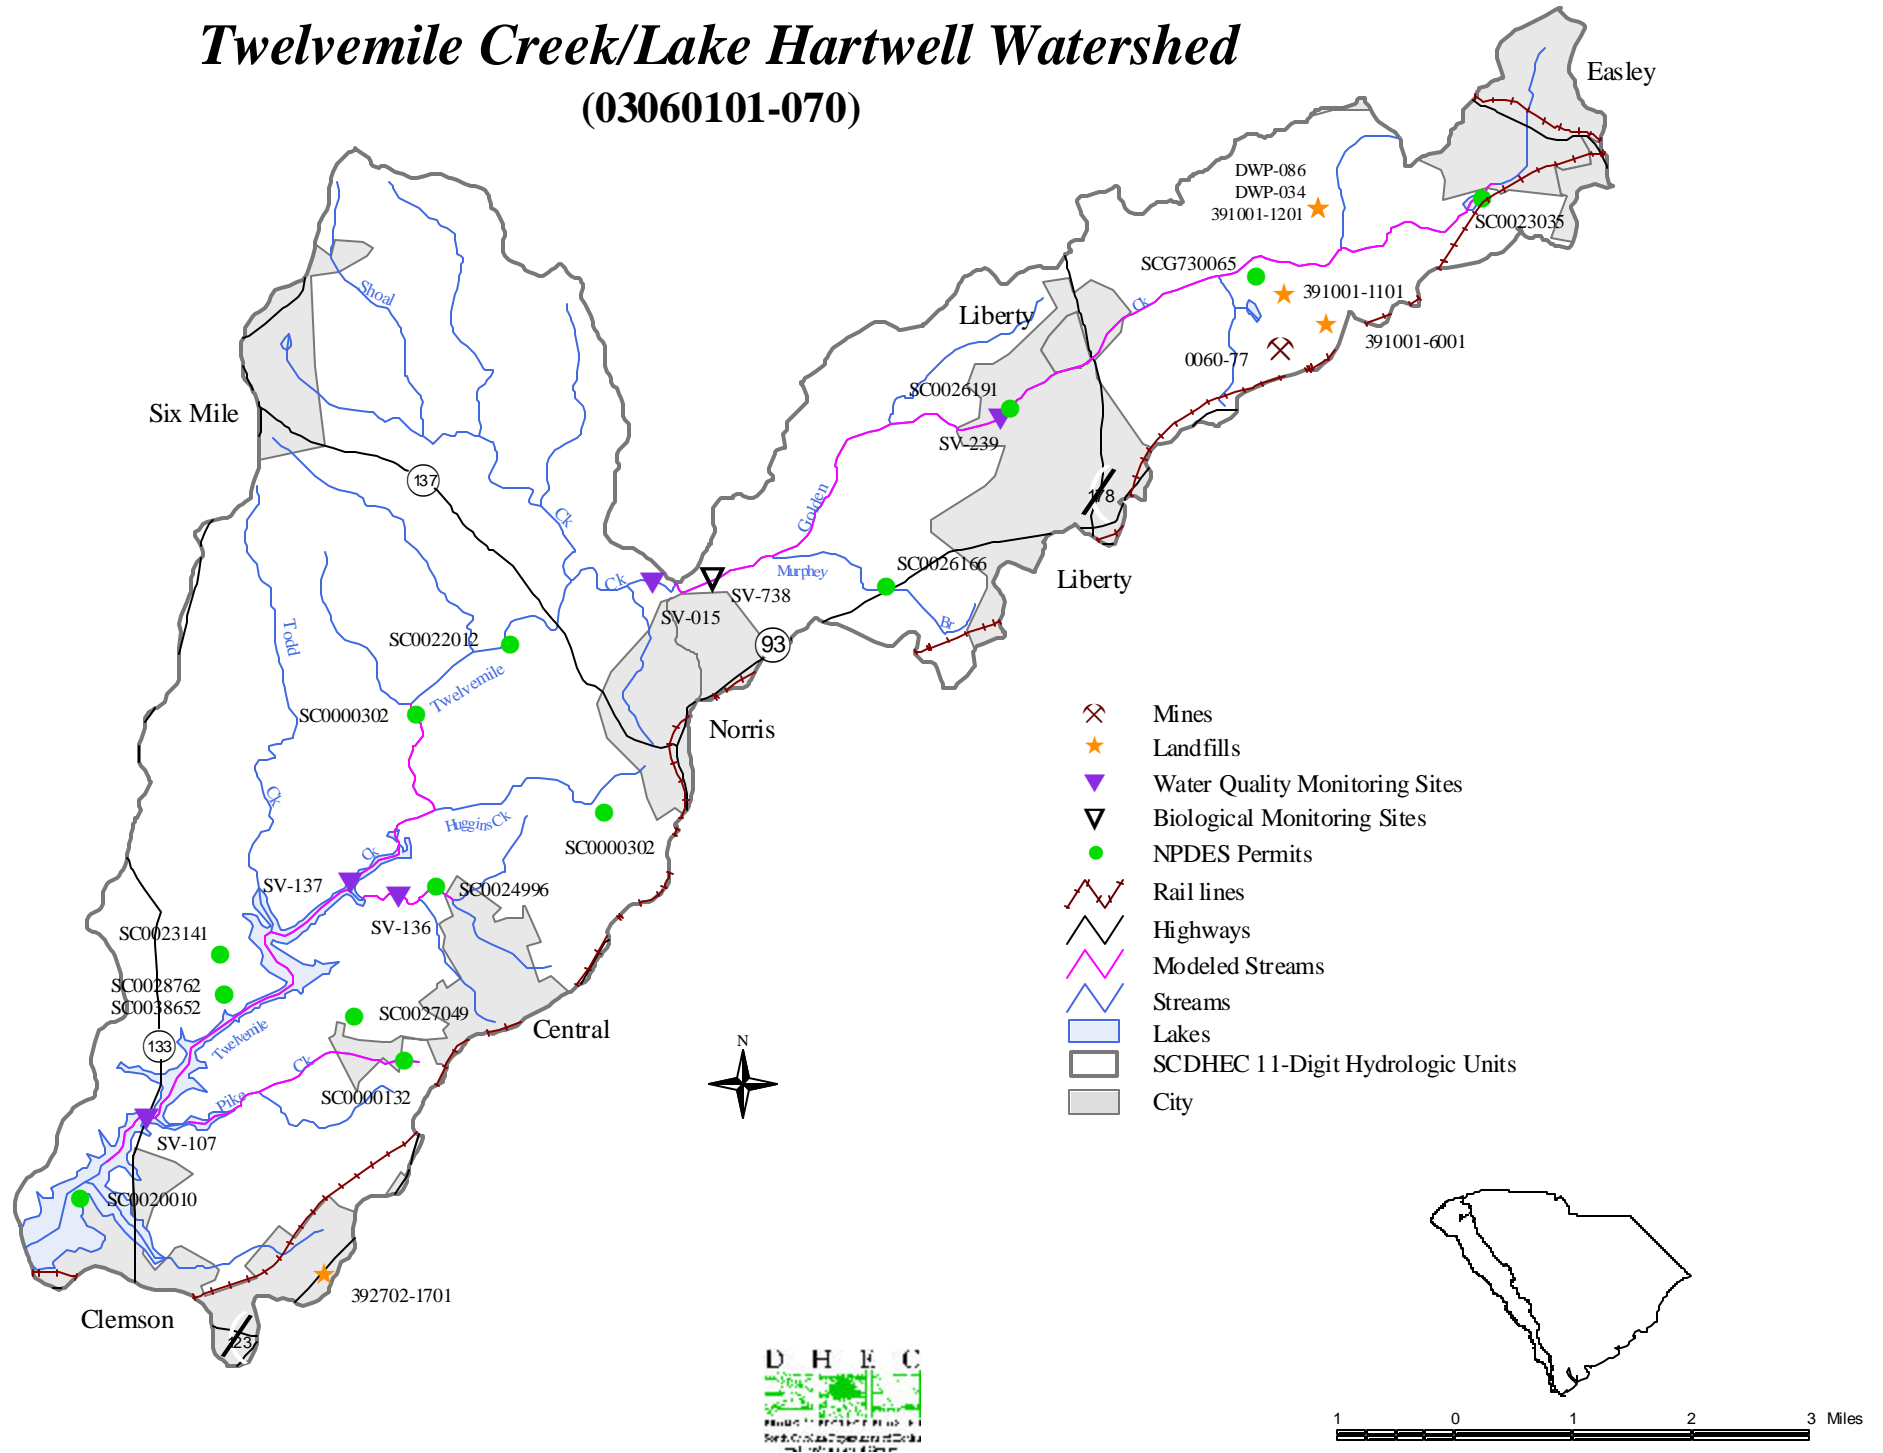 Twelvemile Creek/Lake Hartwell Watershed
(03060101-070)
Easley
DWP-086
DWP-034
391001-1201
SC0023035
SCG730065
391001-1101
Ck
Shoal
Liberty
391001-6001
0060-77
SC0026191
Six Mile
SV-239
137
178
Golden
Ck
SC0026166
Murphey
Ck
Liberty
SV-738
SV-015
Br
Todd
SC0022012
93
Twelvemile
SC0000302
Norris
Mines
Landfills
Water Quality Monitoring Sites
Biological Monitoring Sites
NPDES Permits
Rail lines
Highways
Modeled Streams
Streams
Lakes
SCDHEC 11-Digit Hydrologic Units
City
Ck
Huggins Ck
SC0000302
Ck
SV-137
SC0024996
SV-136
SC0023141
SC0028762
SC0038652
SC0027049
Central
Twelvemile
133
N
Ck
Pike
SC0000132
SV-107
SC0020010
392702-1701
Clemson
123
D H E C
1 0 1 2 3 Miles